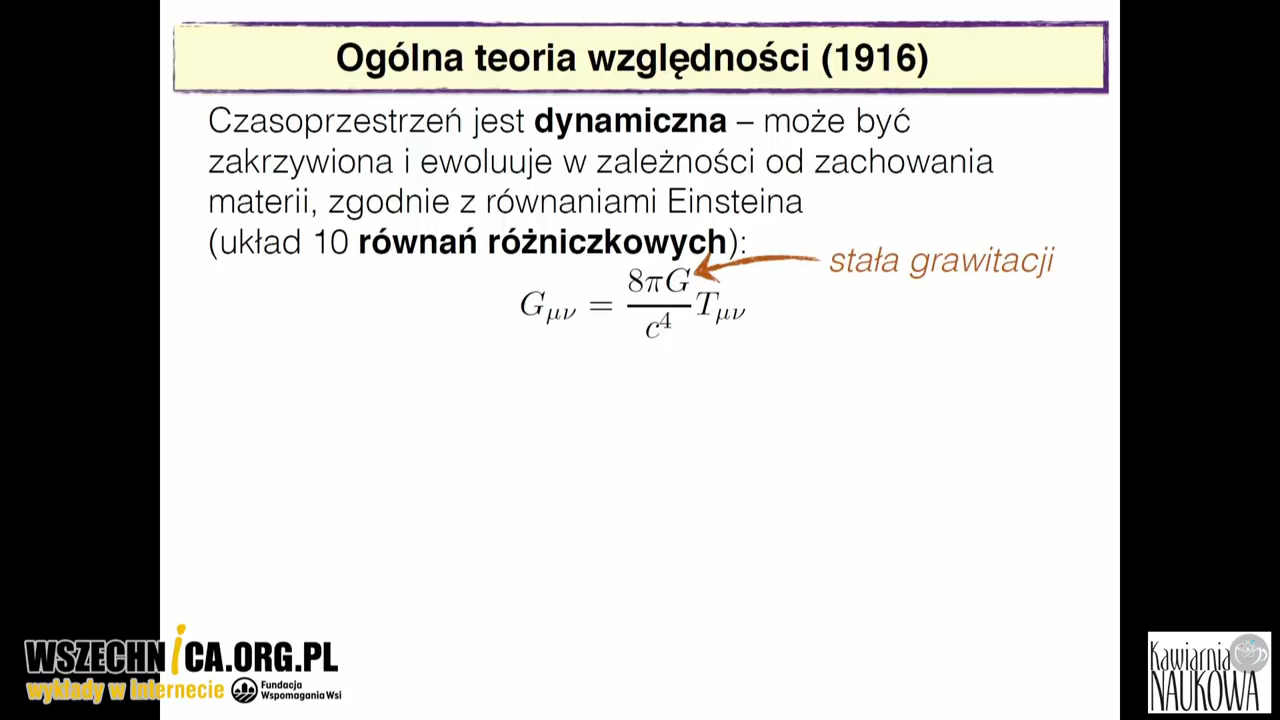 Ogólna teoria względności (1916)
Czasoprzestrzeń jest dynamiczna – może być
zakrzywiona i ewoluuje w zależności od zachowania
materii, zgodnie z równaniami Einsteina
(układ 10 równań różniczkowych):
stała grawitacji
G_{μν} = \frac{8πG}{c^4} T_{μν}
WSZECHNiCA.ORG.PL
wykłady w Internecie
Fundacja
Wspomagania Wsi
Kawiarnia
NAUKOWA